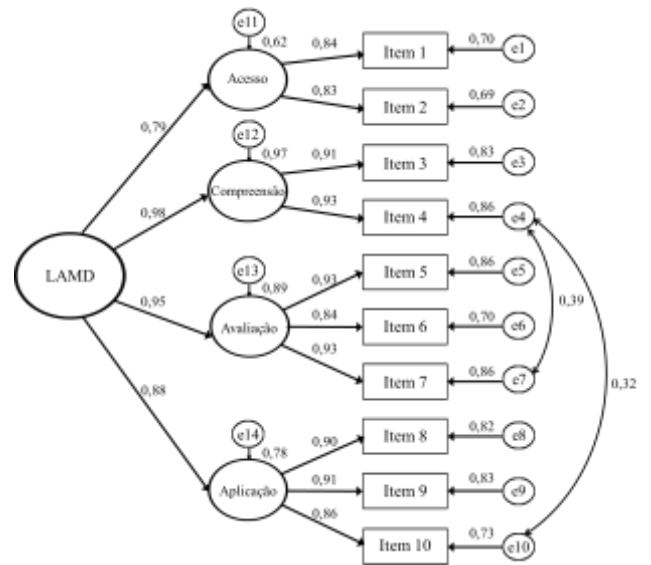 e11
0,62
0,84
Item 1
0,70
e1
Acesso
0,83
Item 2
0,69
e2
0,79
e12
0,97
0,91
Item 3
0,83
e3
Compreensão
0,93
Item 4
0,86
e4
0,98
LAMD
e13
0,89
0,93
Item 5
0,86
e5
0,95
Avaliação
0,84
Item 6
0,70
e6
0,39
0,93
Item 7
0,86
e7
0,32
0,88
e14
0,78
0,90
Item 8
0,82
e8
Aplicação
0,91
Item 9
0,83
e9
0,86
Item 10
0,73
e10